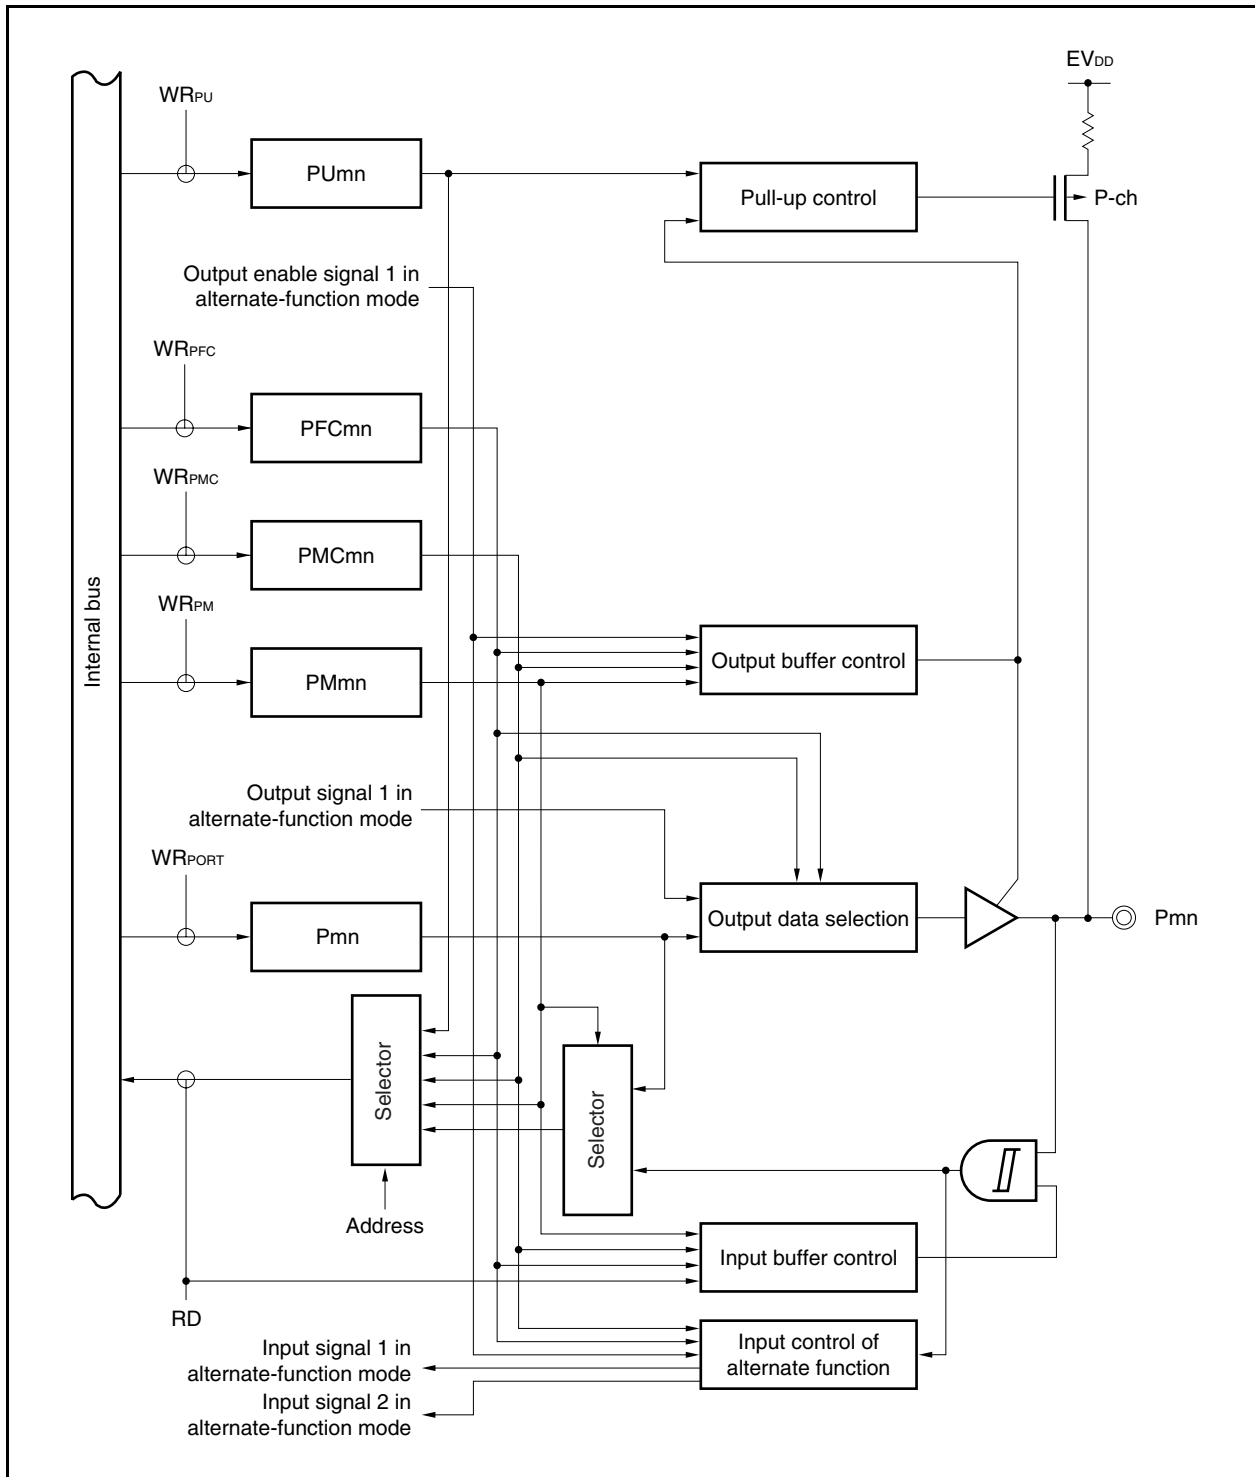 EVDD
WRPU
PUmn
Pull-up control
P-ch
Output enable signal 1 in
alternate-function mode
WRPFC
PFCmn
WRPMC
PMCmn
Internal bus
WRPM
PMmn
Output buffer control
Output signal 1 in
alternate-function mode
WRPORT
Pmn
Output data selection
Pmn
Selector
Selector
Address
Input buffer control
RD
Input signal 1 in
alternate-function mode
Input control of
alternate function
Input signal 2 in
alternate-function mode